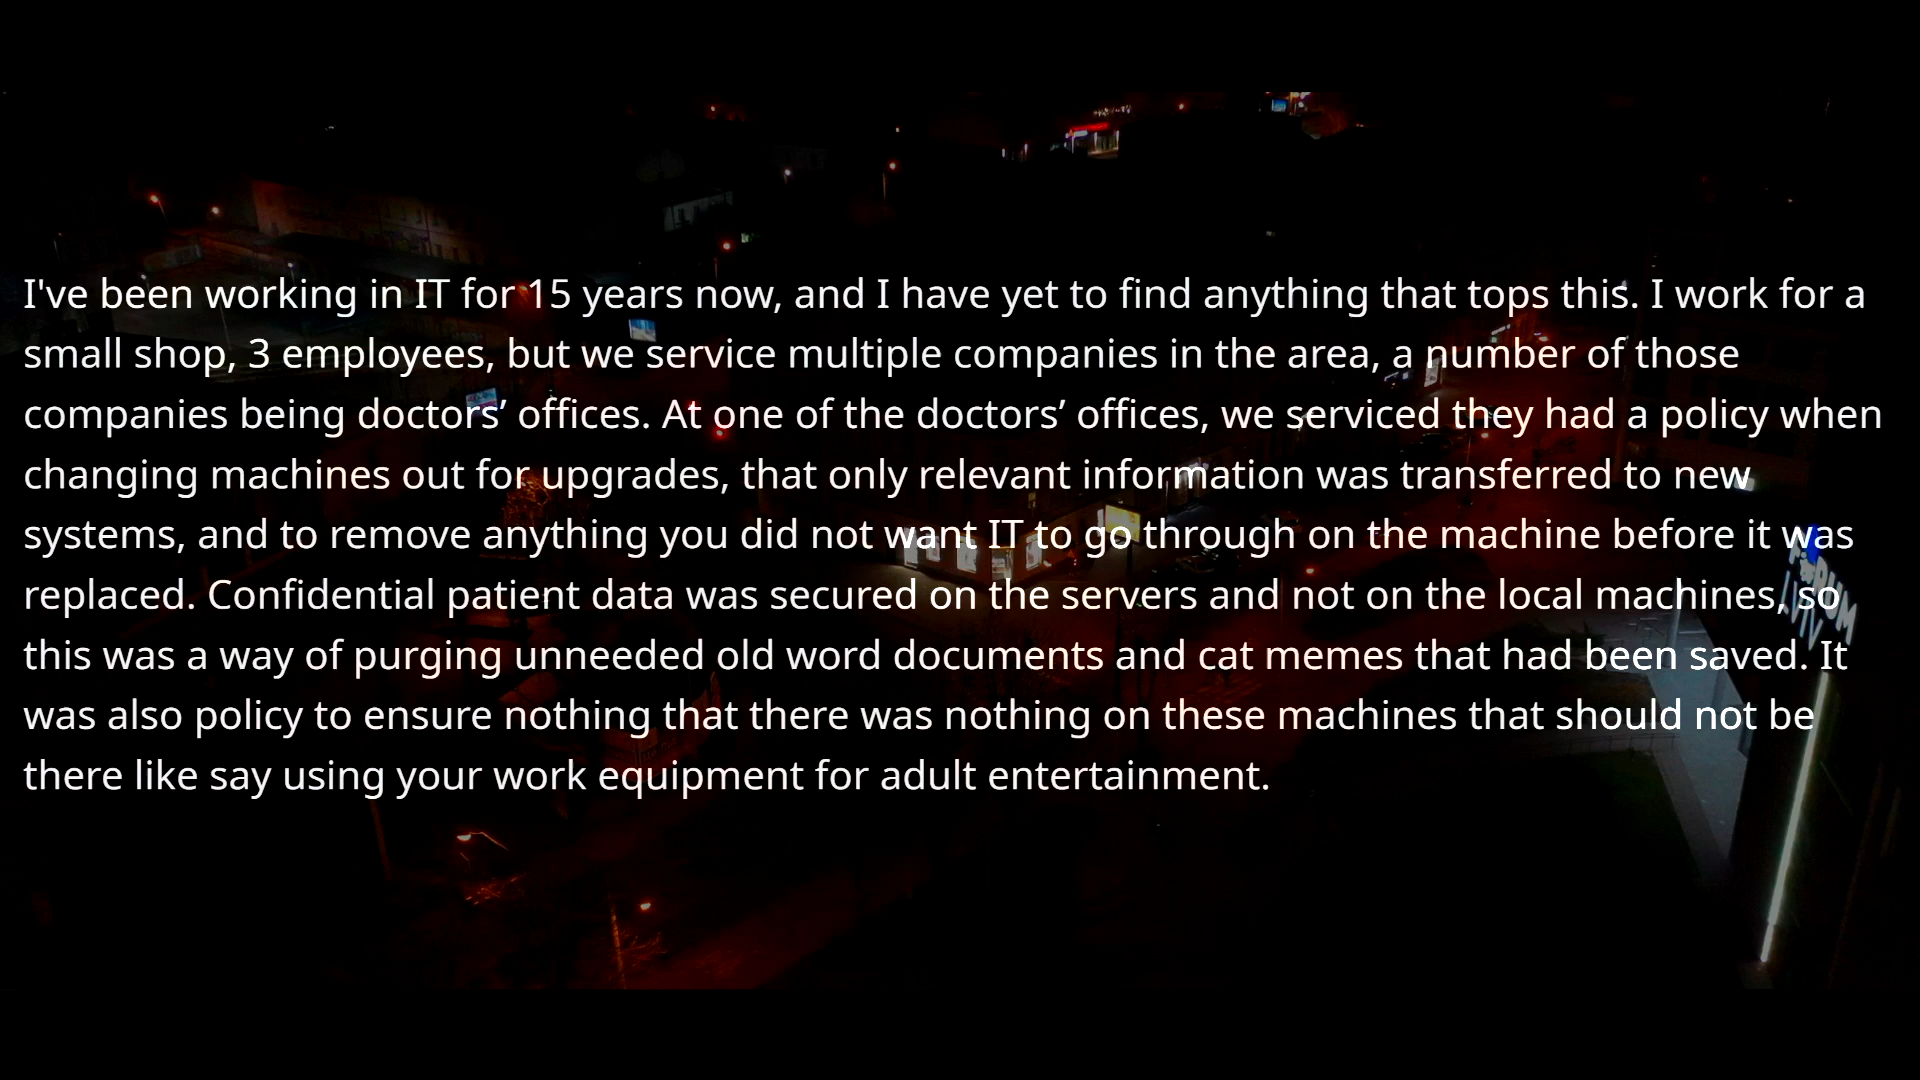 I've been working in IT for 15 years now, and I have yet to find anything that tops this. I work for a
small shop, 3 employees, but we service multiple companies in the area, a number of those
companies being doctors’ offices. At one of the doctors’ offices, we serviced they had a policy when
changing machines out for upgrades, that only relevant information was transferred to new
systems, and to remove anything you did not want IT to go through on the machine before it was
replaced. Confidential patient data was secured on the servers and not on the local machines, so
this was a way of purging unneeded old word documents and cat memes that had been saved. It
was also policy to ensure nothing that there was nothing on these machines that should not be
there like say using your work equipment for adult entertainment.